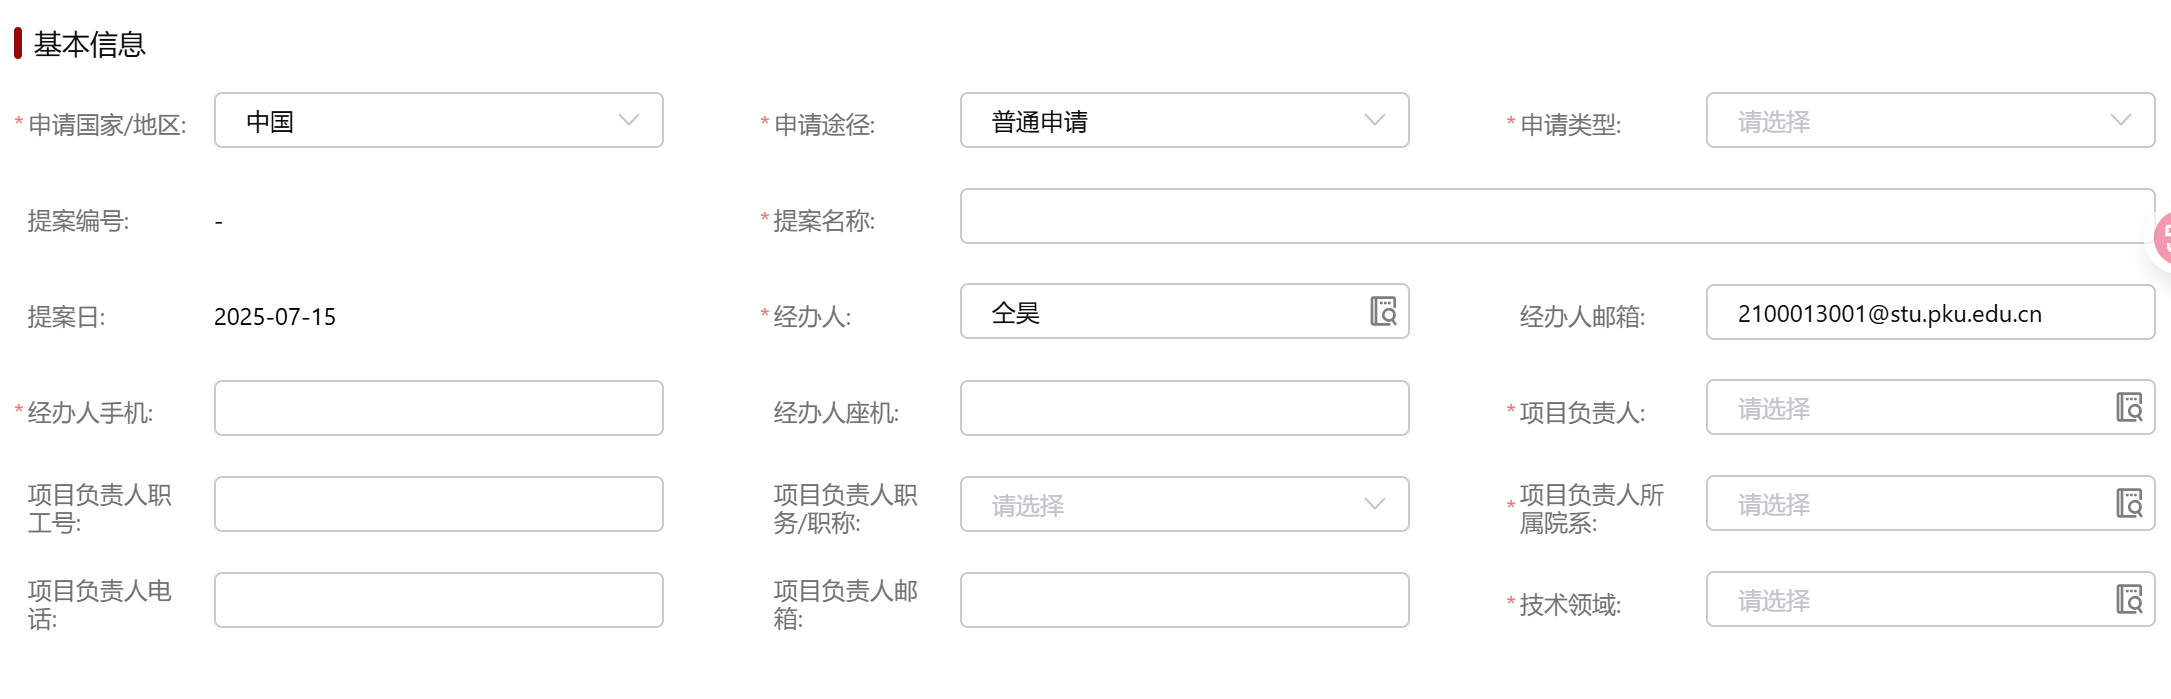 基本信息
* 申请国家/地区: 中国
* 申请途径: 普通申请
* 申请类型: 请选择
提案编号: -
* 提案名称:
提案日: 2025-07-15
* 经办人: 仝昊
经办人邮箱: 2100013001@stu.pku.edu.cn
* 经办人手机:
经办人座机:
* 项目负责人: 请选择
项目负责人职
工号:
项目负责人职
务/职称: 请选择
* 项目负责人所
属院系: 请选择
项目负责人电
话:
项目负责人邮
箱:
* 技术领域: 请选择